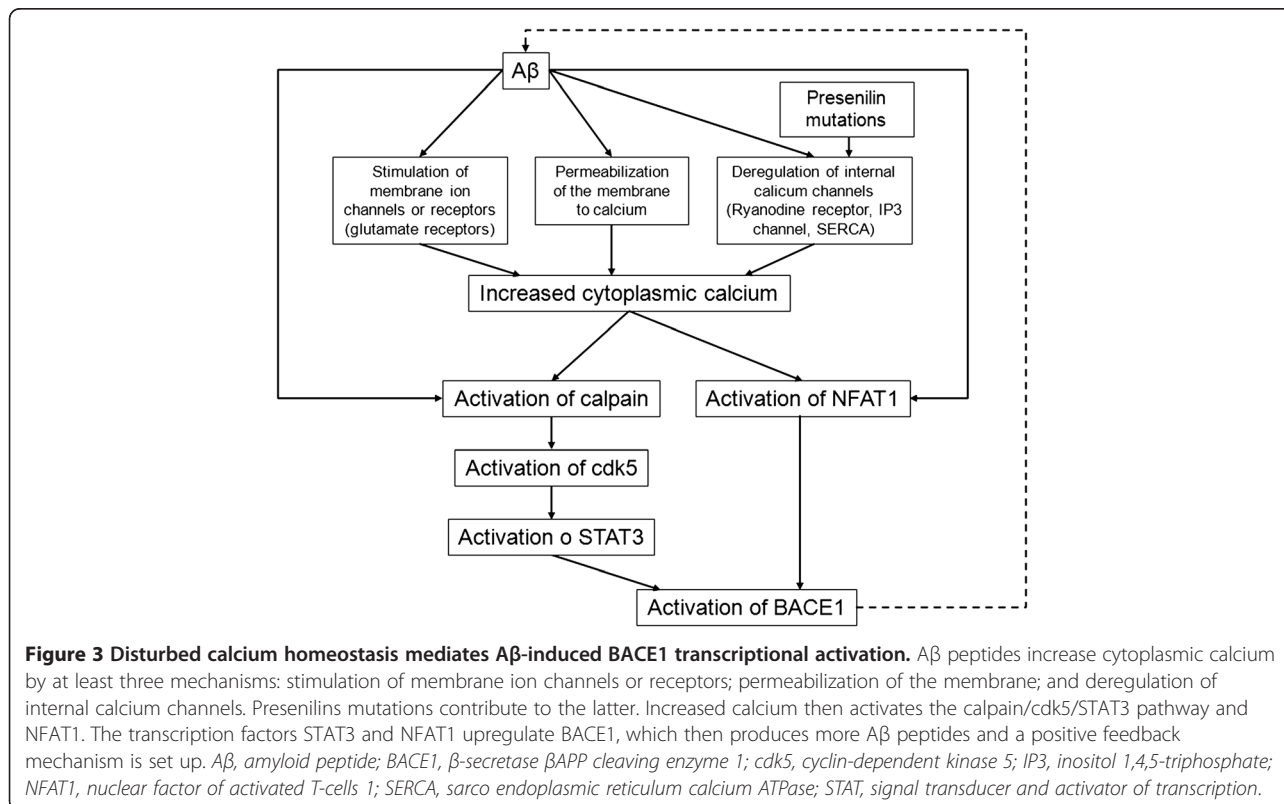 Aβ
Presenilin
mutations
Stimulation of
membrane ion
channels or receptors
(glutamate receptors)
Permeabilization
of the membrane
to calcium
Deregulation of internal
calicum channels
(Ryanodine receptor, IP3
channel, SERCA)
Increased cytoplasmic calcium
Activation of calpain
Activation of NFAT1
Activation of cdk5
Activation o STAT3
Activation of BACE1
Figure 3 Disturbed calcium homeostasis mediates Aβ-induced BACE1 transcriptional activation. Aβ peptides increase cytoplasmic calcium
by at least three mechanisms: stimulation of membrane ion channels or receptors; permeabilization of the membrane; and deregulation of
internal calcium channels. Presenilins mutations contribute to the latter. Increased calcium then activates the calpain/cdk5/STAT3 pathway and
NFAT1. The transcription factors STAT3 and NFAT1 upregulate BACE1, which then produces more Aβ peptides and a positive feedback
mechanism is set up. Aβ, amyloid peptide; BACE1, β-secretase βAPP cleaving enzyme 1; cdk5, cyclin-dependent kinase 5; IP3, inositol 1,4,5-triphosphate;
NFAT1, nuclear factor of activated T-cells 1; SERCA, sarco endoplasmic reticulum calcium ATPase; STAT, signal transducer and activator of transcription.